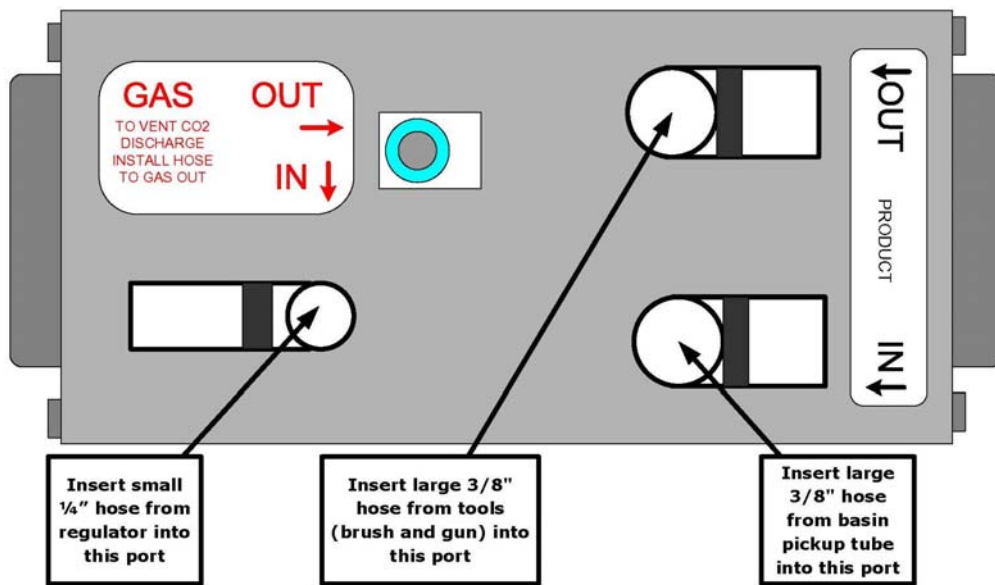 GAS OUT
TO VENT CO2
DISCHARGE
INSTALL HOSE
TO GAS OUT
IN
OUT
PRODUCT
IN
Insert small
¼" hose from
regulator into
this port
Insert large 3/8"
hose from tools
(brush and gun) into
this port
Insert large
3/8" hose
from basin
pickup tube
into this port